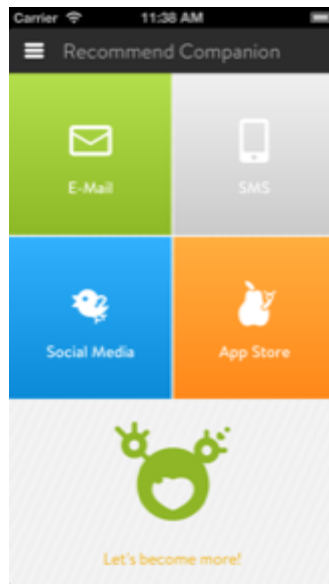 Carrier 11:38 AM
Recommend Companion
E-Mail
SMS
Social Media
App Store
Let's become more!